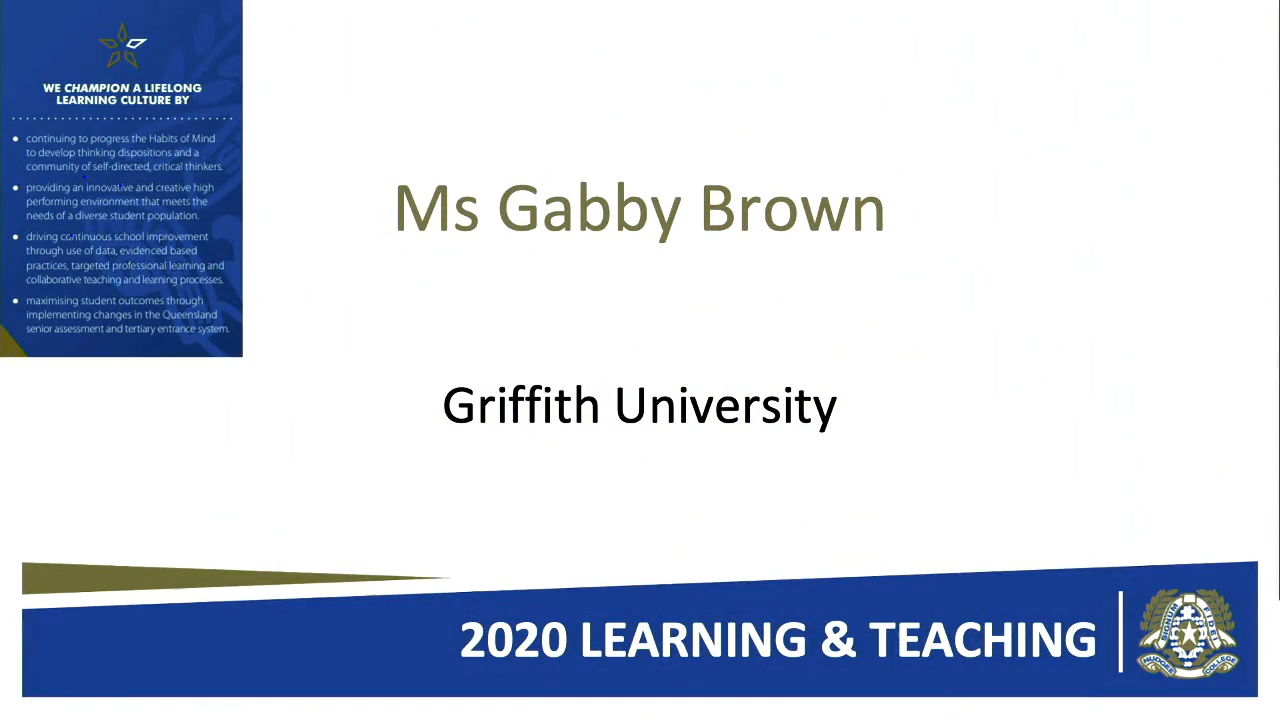 WE CHAMPION A LIFELONG
LEARNING CULTURE BY
• continuing to progress the Habits of Mind
to develop thinking dispositions and a
community of self-directed, critical thinkers.
• providing an innovative and creative high
performing environment that meets the
needs of a diverse student population.
• driving continuous school improvement
through use of data, evidenced based
practices, targeted professional learning and
collaborative teaching and learning processes.
• maximising student outcomes through
implementing changes in the Queensland
senior assessment and tertiary entrance system.
Ms Gabby Brown
Griffith University
2020 LEARNING & TEACHING
SIGNUM FIDEI
NUDGEE COLLEGE